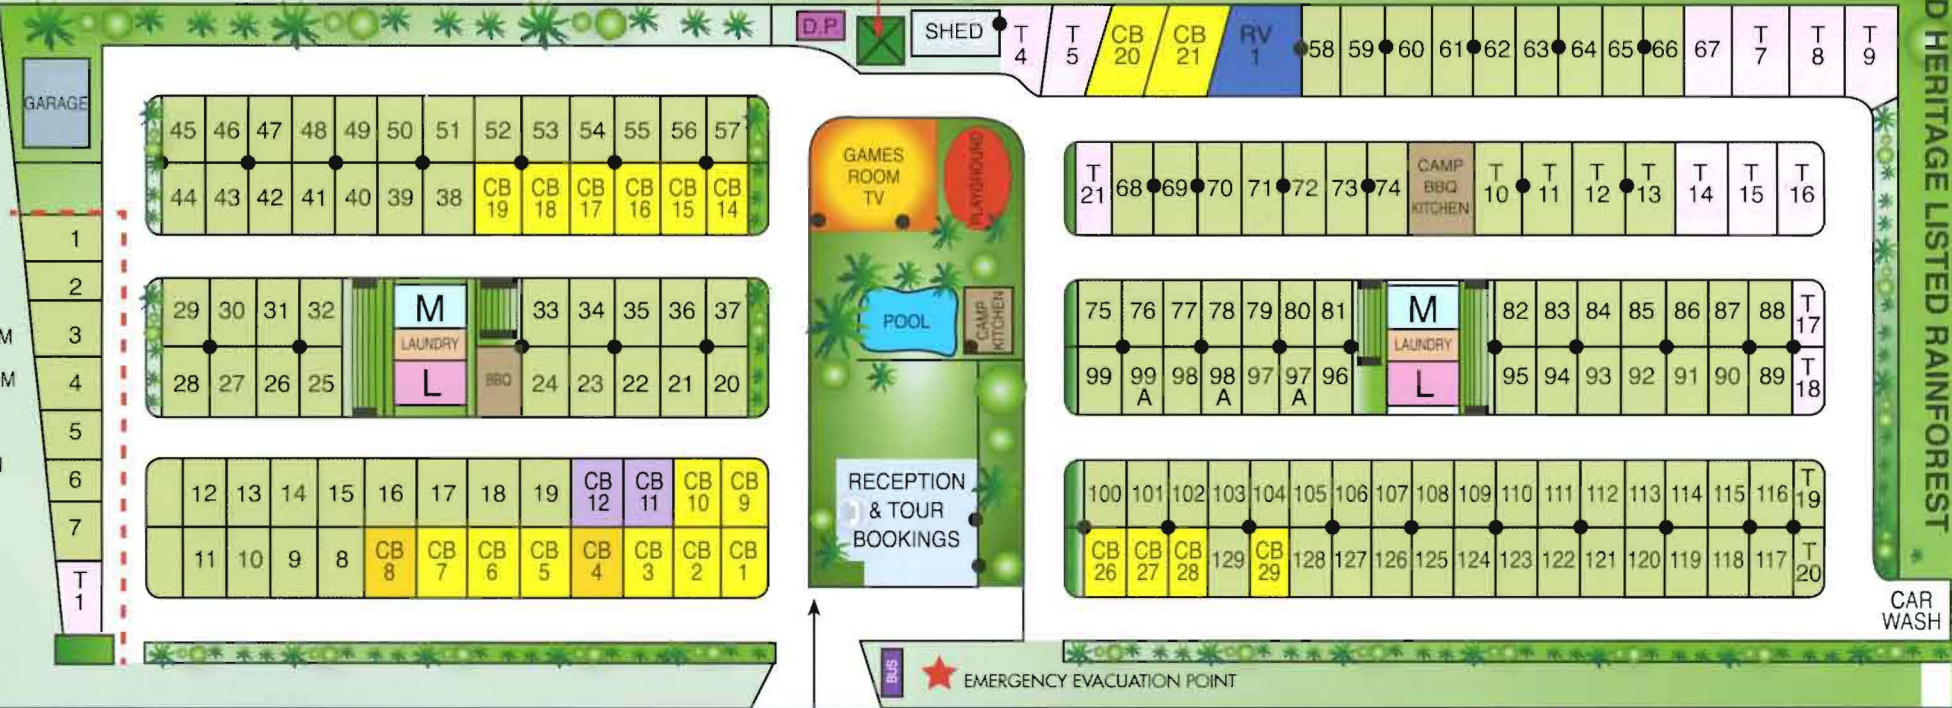 D.P.
SHED
T 4
T 5
CB 20
CB 21
RV 1
58 59 60 61 62 63 64 65 66 67
T 7
T 8
T 9
GARAGE
45 46 47 48 49 50 51 52 53 54 55 56 57
44 43 42 41 40 39 38
CB 19
CB 18
CB 17
CB 16
CB 15
CB 14
GAMES
ROOM
TV
PLAYGROUND
T 21
68 69 70 71 72 73 74
CAMP
BBQ
KITCHEN
T 10
T 11
T 12
T 13
T 14
T 15
T 16
1
2
3
4
5
6
7
T 1
M
M
29 30 31 32
M
LAUNDRY
L
BBQ
33 34 35 36 37
28 27 26 25
24 23 22 21 20
POOL
CAMP
KITCHEN
75 76 77 78 79 80 81
M
LAUNDRY
L
82 83 84 85 86 87 88
T 17
99 99 A 98 98 A 97 97 A 96
95 94 93 92 91 90 89
T 18
12 13 14 15 16 17 18 19
CB 12
CB 11
CB 10
CB 9
11 10 9 8
CB 8
CB 7
CB 6
CB 5
CB 4
CB 3
CB 2
CB 1
RECEPTION
& TOUR
BOOKINGS
100 101 102 103 104 105 106 107 108 109 110 111 112 113 114 115 116
T 19
CB 26
CB 27
CB 28
129
CB 29
128 127 126 125 124 123 122 121 120 119 118 117
T 20
D HERITAGE LISTED RAINFOREST
CAR
WASH
BUS
EMERGENCY EVACUATION POINT